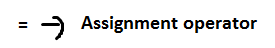 = → Assignment operator